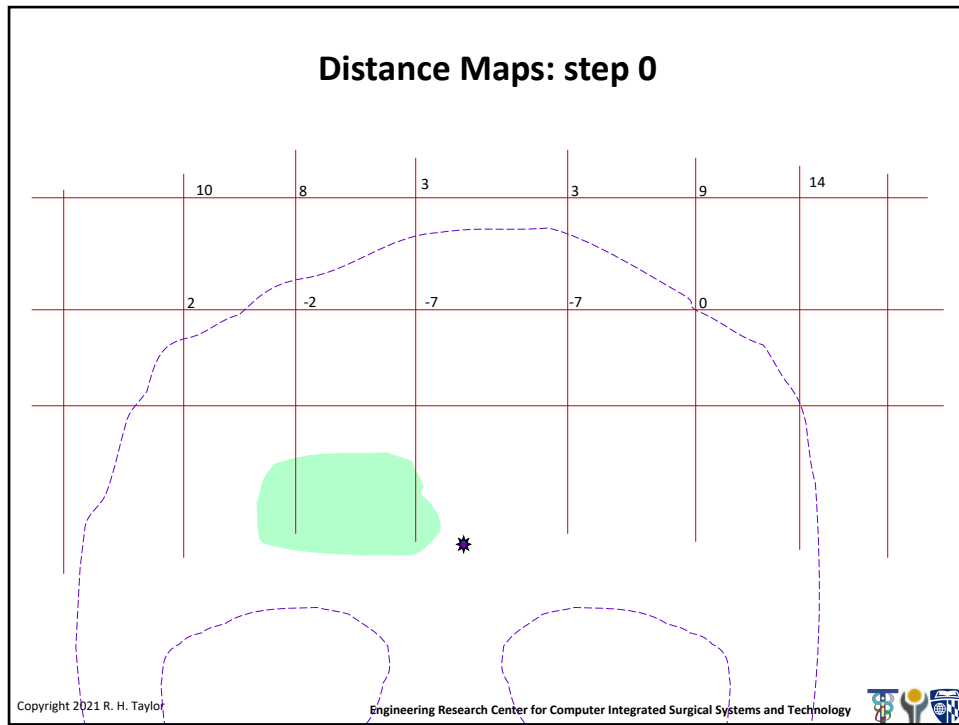 Distance Maps: step 0
10 8 3 3 9 14
2 -2 -7 -7 0
Copyright 2021 R. H. Taylor
Engineering Research Center for Computer Integrated Surgical Systems and Technology